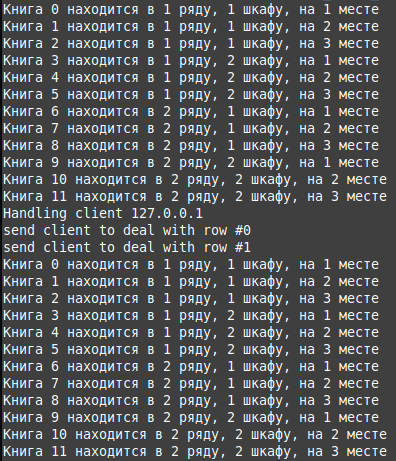 Книга 0 находится в 1 ряду, 1 шкафу, на 1 месте
Книга 1 находится в 1 ряду, 1 шкафу, на 2 месте
Книга 2 находится в 1 ряду, 1 шкафу, на 3 месте
Книга 3 находится в 1 ряду, 2 шкафу, на 1 месте
Книга 4 находится в 1 ряду, 2 шкафу, на 2 месте
Книга 5 находится в 1 ряду, 2 шкафу, на 3 месте
Книга 6 находится в 2 ряду, 1 шкафу, на 1 месте
Книга 7 находится в 2 ряду, 1 шкафу, на 2 месте
Книга 8 находится в 2 ряду, 1 шкафу, на 3 месте
Книга 9 находится в 2 ряду, 2 шкафу, на 1 месте
Книга 10 находится в 2 ряду, 2 шкафу, на 2 месте
Книга 11 находится в 2 ряду, 2 шкафу, на 3 месте
Handling client 127.0.0.1
send client to deal with row #0
send client to deal with row #1
Книга 0 находится в 1 ряду, 1 шкафу, на 1 месте
Книга 1 находится в 1 ряду, 1 шкафу, на 2 месте
Книга 2 находится в 1 ряду, 1 шкафу, на 3 месте
Книга 3 находится в 1 ряду, 2 шкафу, на 1 месте
Книга 4 находится в 1 ряду, 2 шкафу, на 2 месте
Книга 5 находится в 1 ряду, 2 шкафу, на 3 месте
Книга 6 находится в 2 ряду, 1 шкафу, на 1 месте
Книга 7 находится в 2 ряду, 1 шкафу, на 2 месте
Книга 8 находится в 2 ряду, 1 шкафу, на 3 месте
Книга 9 находится в 2 ряду, 2 шкафу, на 1 месте
Книга 10 находится в 2 ряду, 2 шкафу, на 2 месте
Книга 11 находится в 2 ряду, 2 шкафу, на 3 месте